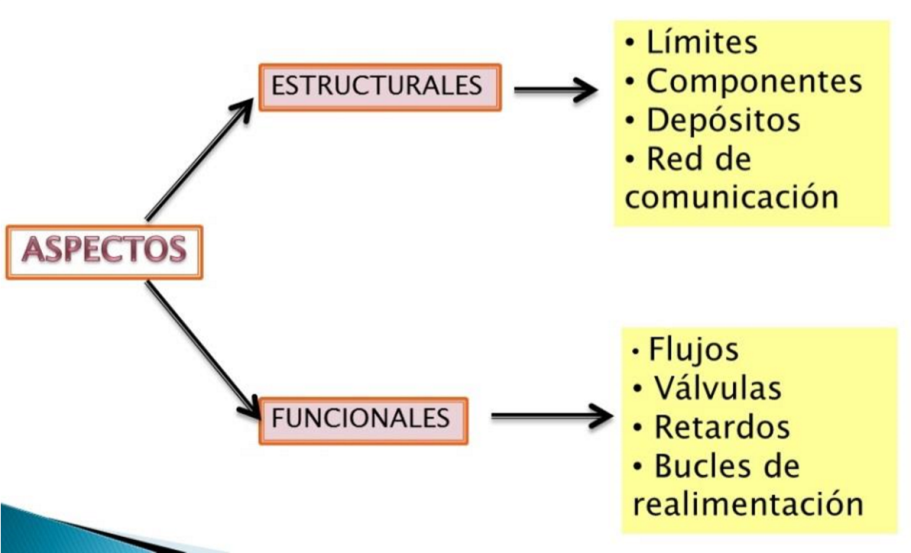 ESTRUCTURALES
• Límites
• Componentes
• Depósitos
• Red de
comunicación
ASPECTOS
FUNCIONALES
• Flujos
• Válvulas
• Retardos
• Bucles de
realimentación